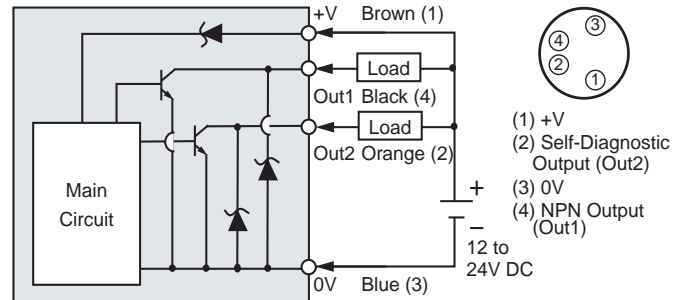 +V Brown (1)
Load
Out1 Black (4)
Load
Out2 Orange (2)
Main
Circuit
+
–
12 to
24V DC
0V Blue (3)
3
4
2
1
(1) +V
(2) Self-Diagnostic
Output (Out2)
(3) 0V
(4) NPN Output
(Out1)